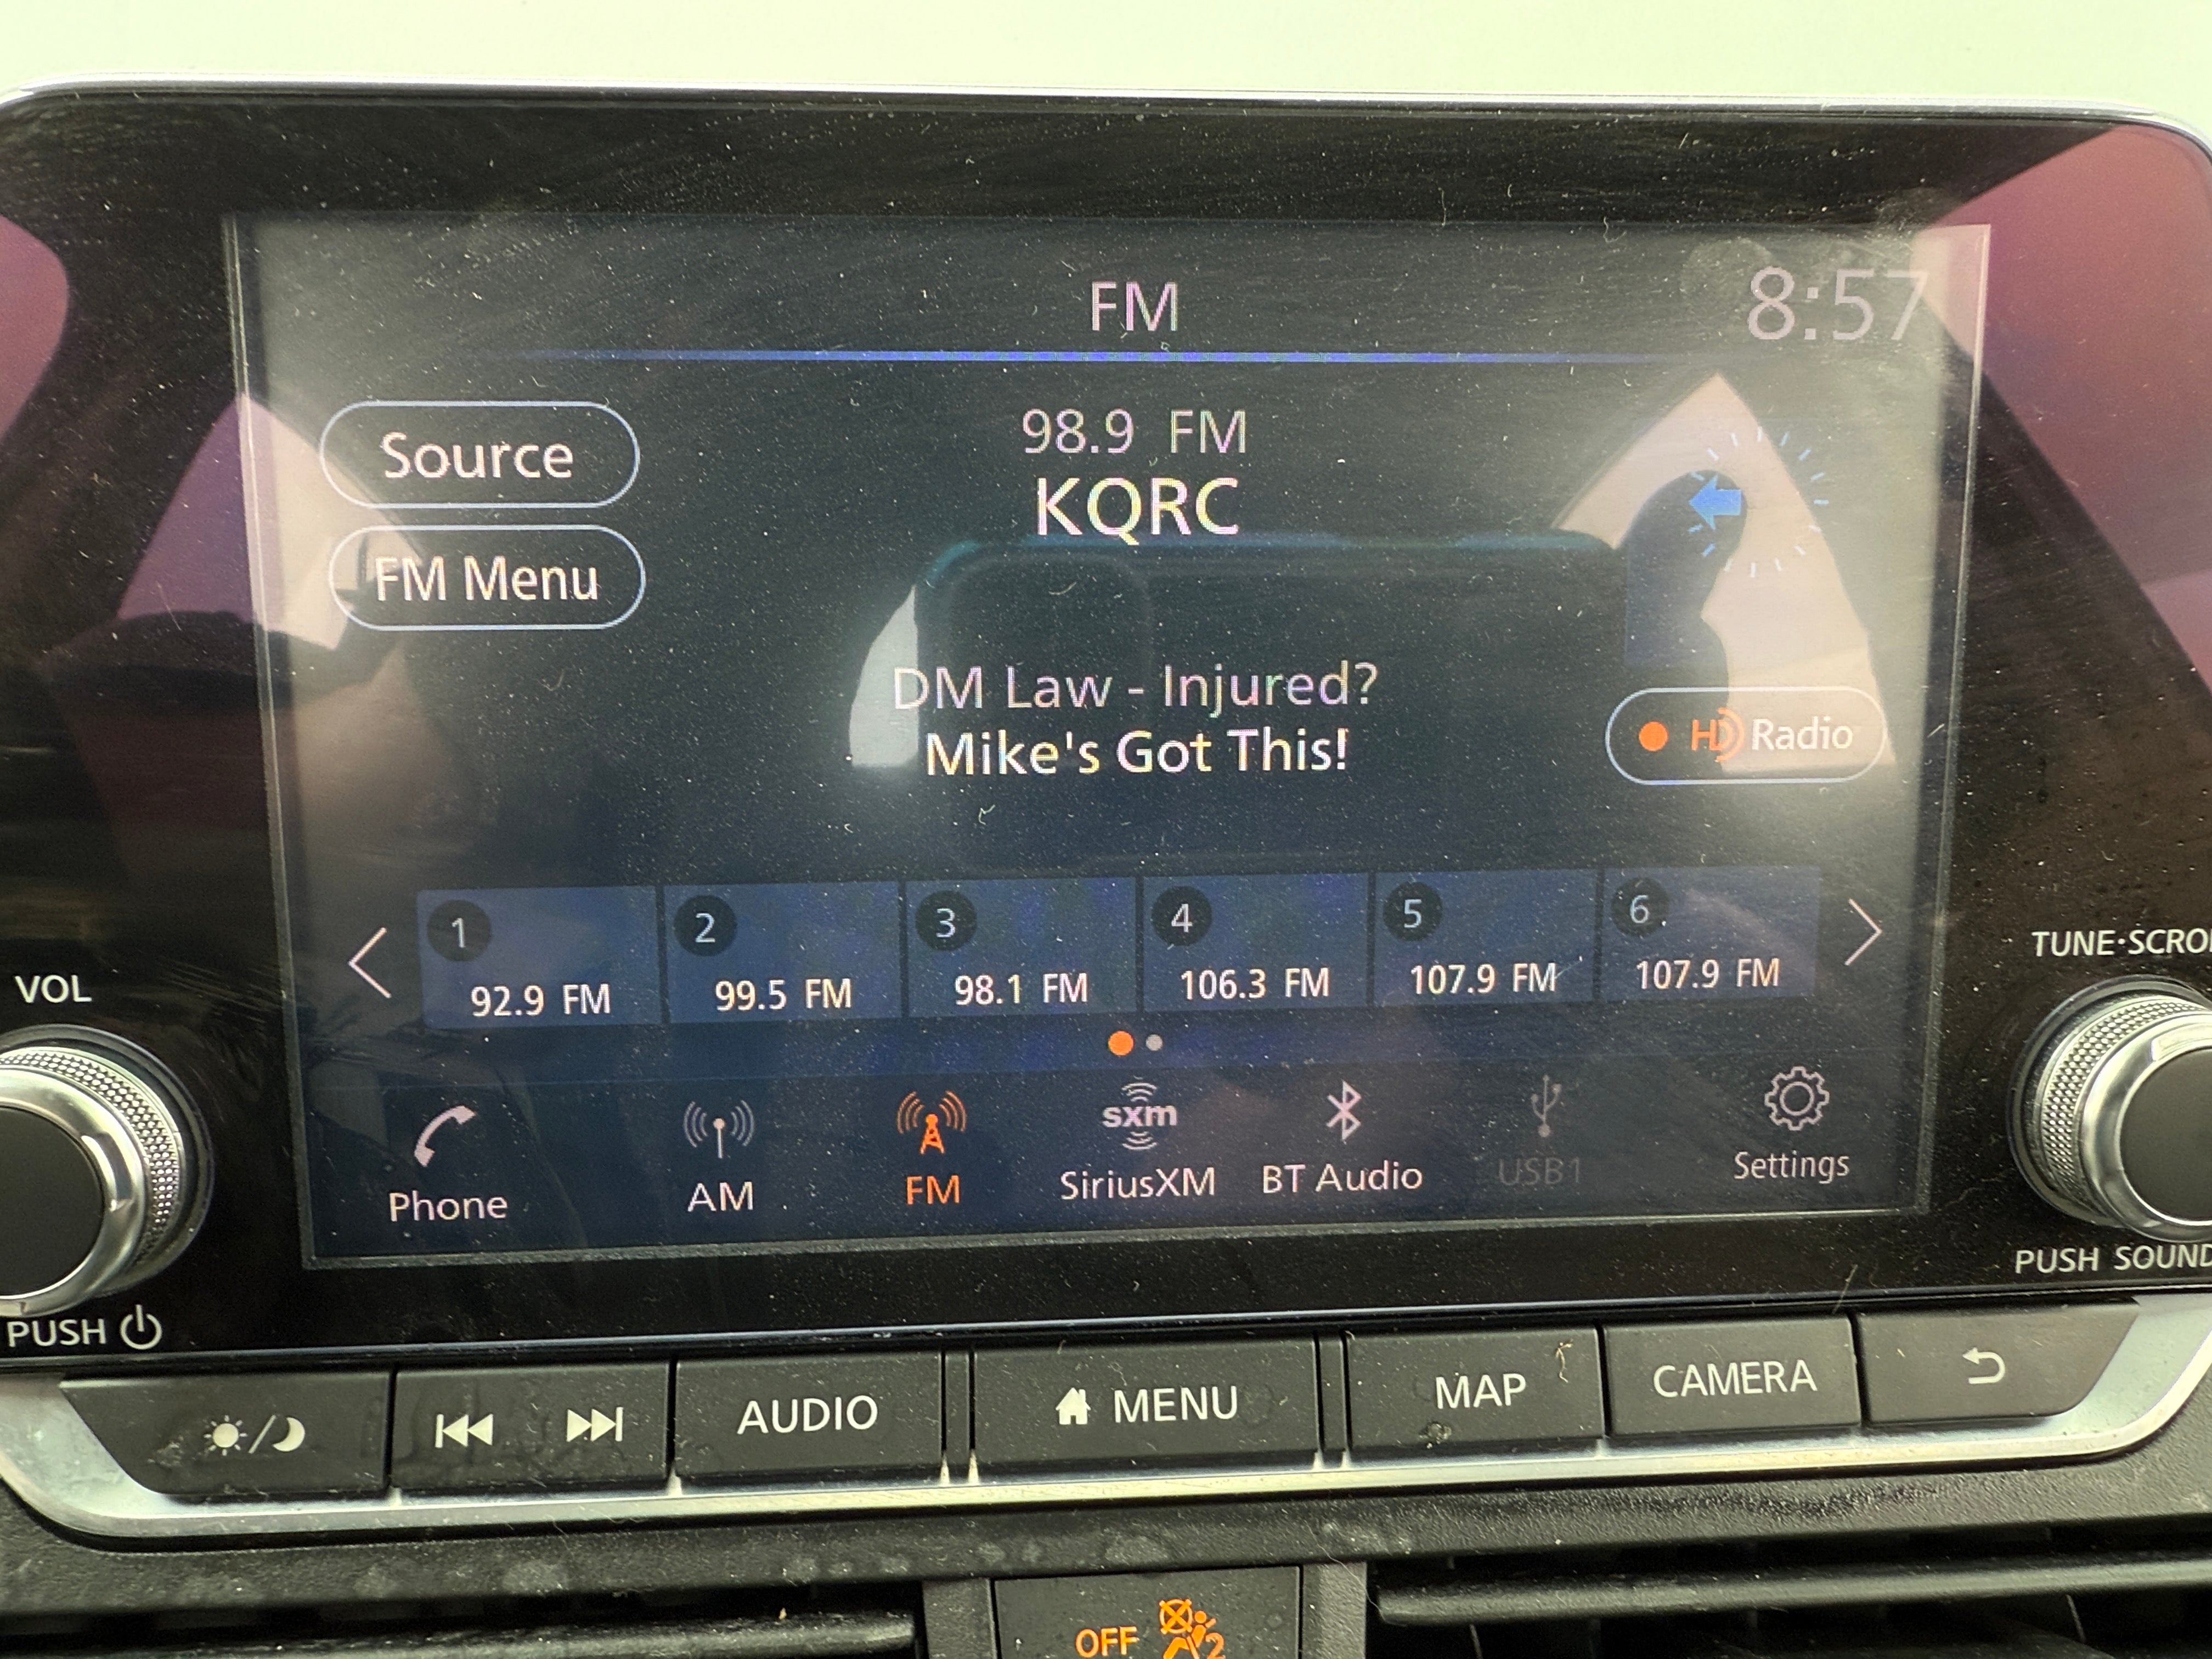 FM
8:57
Source
98.9 FM
KQRC
FM Menu
DM Law - Injured?
Mike's Got This!
HD Radio
1 2 3 4 5 6
92.9 FM 99.5 FM 98.1 FM 106.3 FM 107.9 FM 107.9 FM
VOL
TUNE·SCRO
sxm
Phone AM FM SiriusXM BT Audio USB1 Settings
PUSH SOUND
PUSH
AUDIO MENU MAP CAMERA
OFF 2